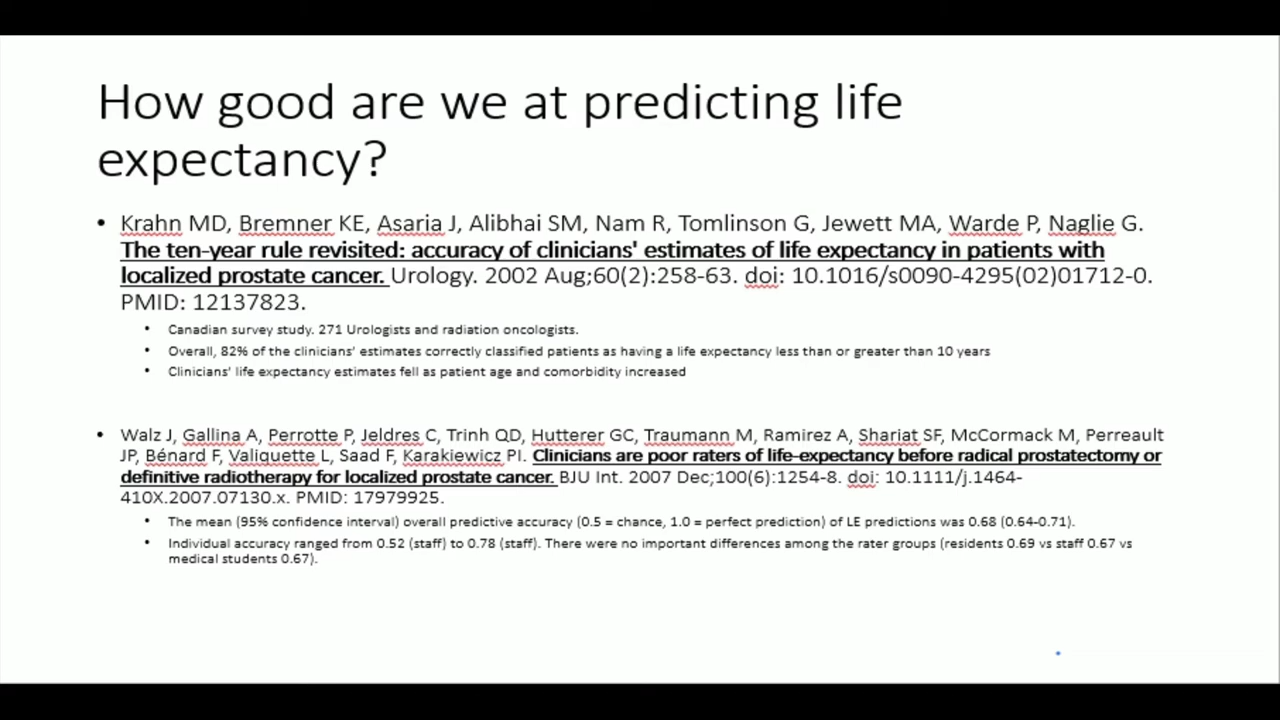 How good are we at predicting life
expectancy?
• Krahn MD, Bremner KE, Asaria J, Alibhai SM, Nam R, Tomlinson G, Jewett MA, Warde P, Naglie G.
The ten-year rule revisited: accuracy of clinicians' estimates of life expectancy in patients with
localized prostate cancer. Urology. 2002 Aug;60(2):258-63. doi: 10.1016/s0090-4295(02)01712-0.
PMID: 12137823.
• Canadian survey study. 271 Urologists and radiation oncologists.
• Overall, 82% of the clinicians' estimates correctly classified patients as having a life expectancy less than or greater than 10 years
• Clinicians' life expectancy estimates fell as patient age and comorbidity increased
• Walz J, Gallina A, Perrotte P, Jeldres C, Trinh QD, Hutterer GC, Traumann M, Ramirez A, Shariat SF, McCormack M, Perreault
JP, Bénard F, Valiquette L, Saad F, Karakiewicz PI. Clinicians are poor raters of life-expectancy before radical prostatectomy or
definitive radiotherapy for localized prostate cancer. BJU Int. 2007 Dec;100(6):1254-8. doi: 10.1111/j.1464-
410X.2007.07130.x. PMID: 17979925.
• The mean (95% confidence interval) overall predictive accuracy (0.5 = chance, 1.0 = perfect prediction) of LE predictions was 0.68 (0.64-0.71).
• Individual accuracy ranged from 0.52 (staff) to 0.78 (staff). There were no important differences among the rater groups (residents 0.69 vs staff 0.67 vs
medical students 0.67).